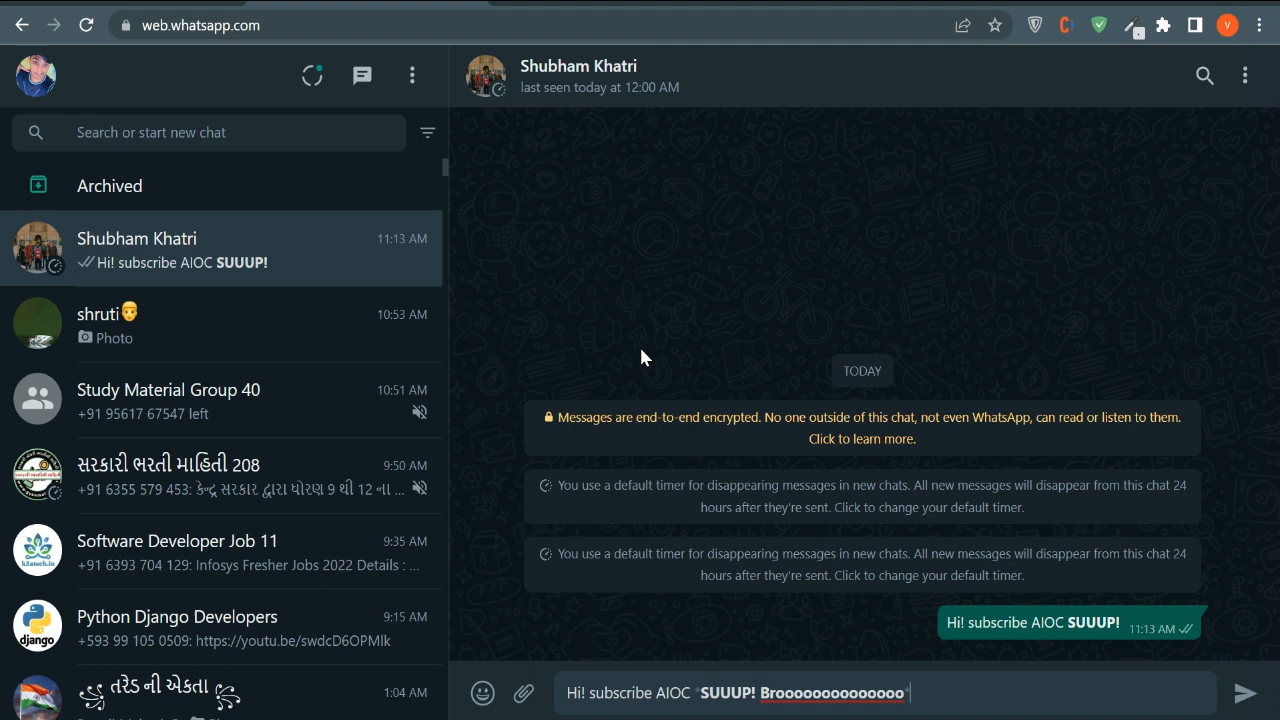 web.whatsapp.com
V
Search or start new chat
Archived
Shubham Khatri
11:13 AM
Hi! subscribe AIOC SUUUP!
shruti
10:53 AM
Photo
Study Material Group 40
10:51 AM
+91 95617 67547 left
સરકારી ભરતી માહિતી 208
9:50 AM
+91 6355 579 453: કેન્દ્ર સરકાર દ્વારા ધોરણ 9 થી 12 ના ...
Software Developer Job 11
9:35 AM
+91 6393 704 129: Infosys Fresher Jobs 2022 Details : ...
k2atech.in
Python Django Developers
9:15 AM
+593 99 105 0509: https://youtu.be/swdcD6OPMlk
django
તરેડ ની એકતા
1:04 AM
Shubham Khatri
last seen today at 12:00 AM
TODAY
Messages are end-to-end encrypted. No one outside of this chat, not even WhatsApp, can read or listen to them.
Click to learn more.
You use a default timer for disappearing messages in new chats. All new messages will disappear from this chat 24
hours after they're sent. Click to change your default timer.
You use a default timer for disappearing messages in new chats. All new messages will disappear from this chat 24
hours after they're sent. Click to change your default timer.
Hi! subscribe AIOC SUUUP!
11:13 AM
Hi! subscribe AIOC *SUUUP! Broooooooooooooo*